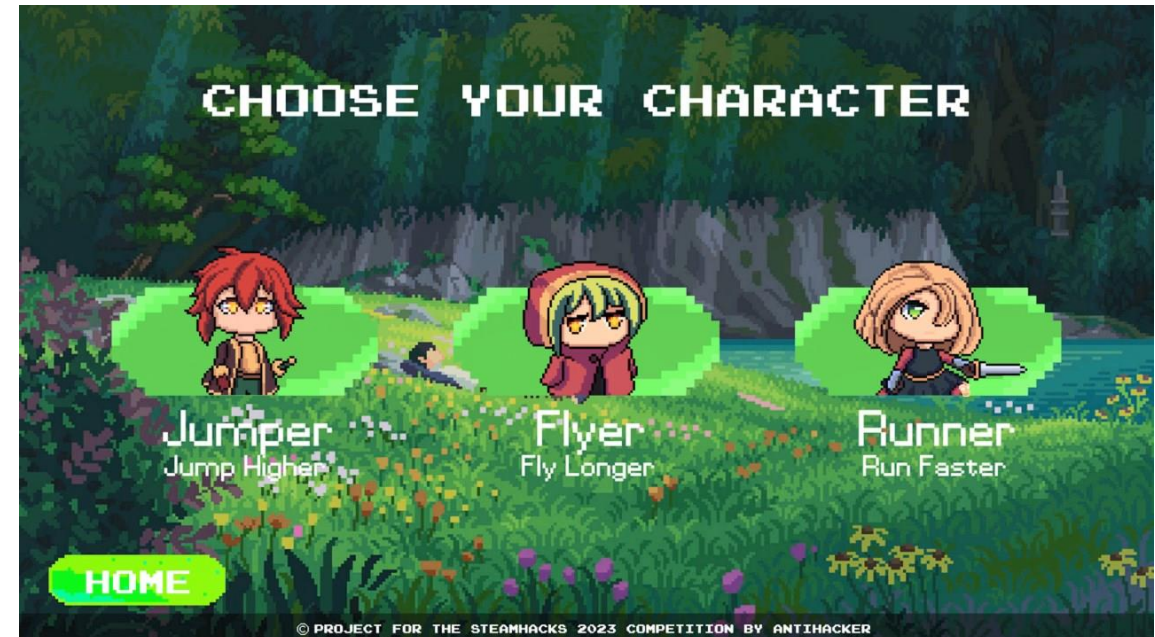 CHOOSE YOUR CHARACTER
Jumper
Jump Higher
Flyer
Fly Longer
Runner
Run Faster
HOME
© PROJECT FOR THE STEAMHACKS 2023 COMPETITION BY ANTIHACKER